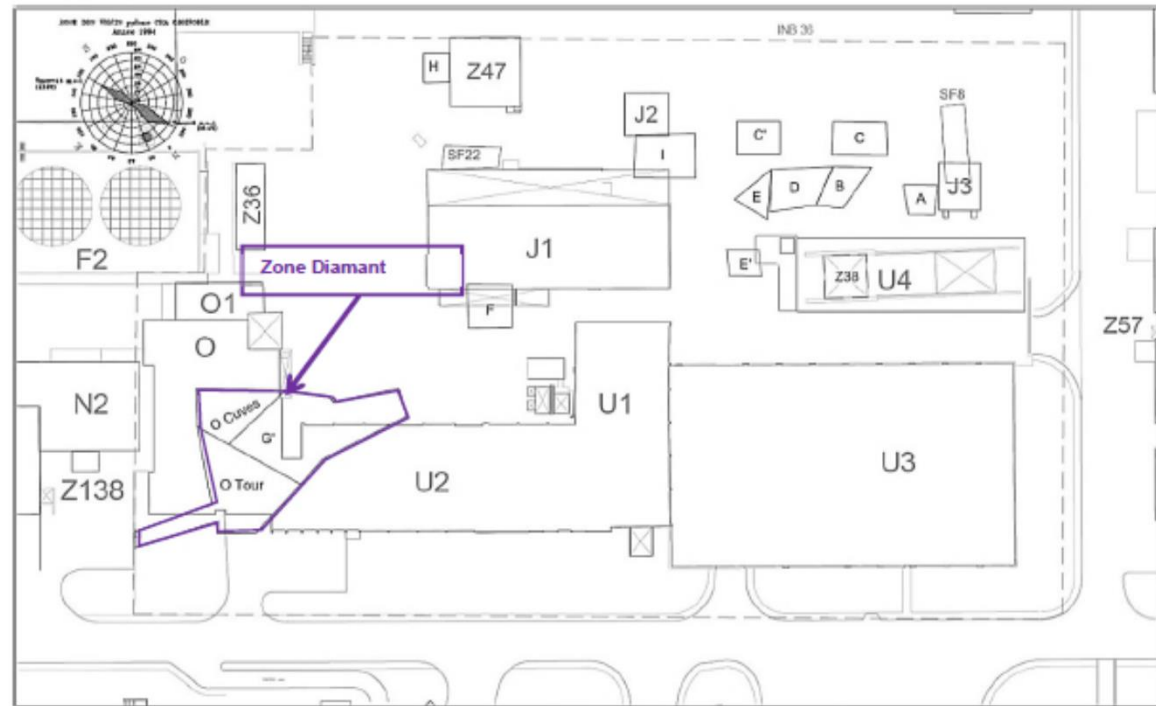 INB 36
H
Z47
J2
SF8
C'
C
I
SF22
E
D
B
A
J3
Z36
F2
Zone Diamant
J1
E'
Z38
U4
O1
F
Z57
O
N2
O Cuves
G'
U1
U3
O Tour
U2
Z138